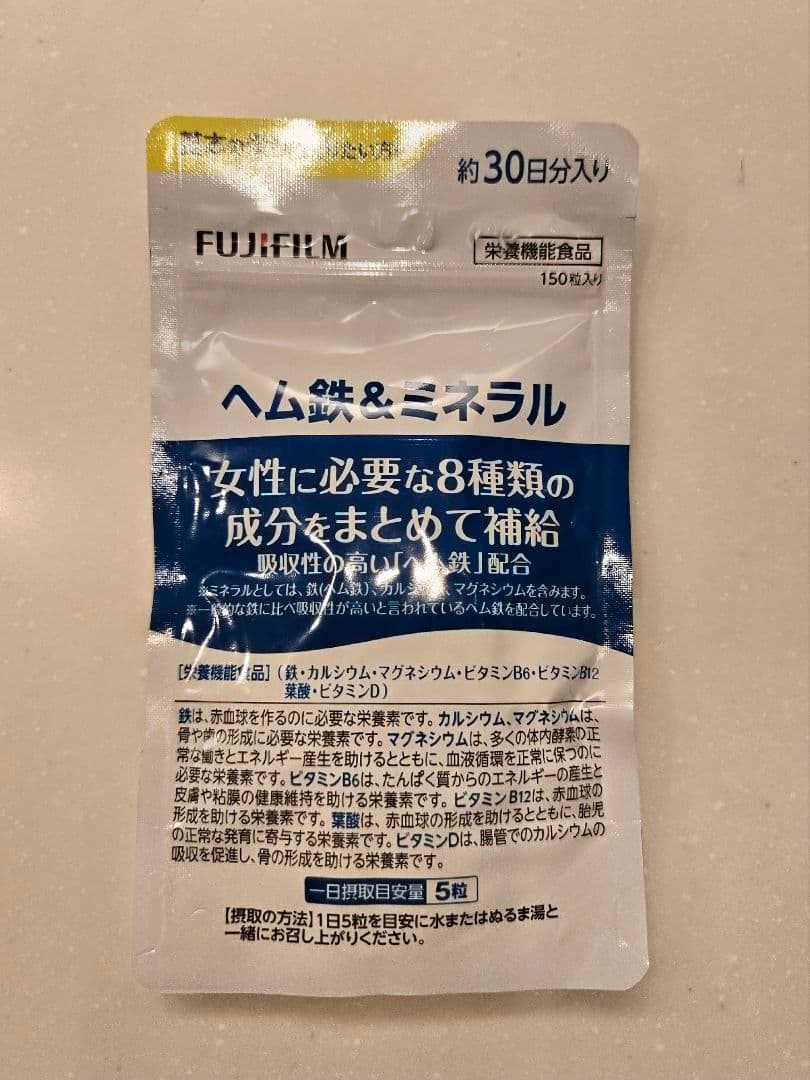 約30日分入り
FUJIFILM
栄養機能食品
150粒入り
ヘム鉄&ミネラル
女性に必要な8種類の
成分をまとめて補給
吸収性の高い「ヘム鉄」配合
※ミネラルとしては、鉄(ヘム鉄)、カルシウム、マグネシウムを含みます。
※一般的な鉄に比べ吸収性が高いと言われているヘム鉄を配合しています。
[栄養機能食品](鉄・カルシウム・マグネシウム・ビタミンB6・ビタミンB12
葉酸・ビタミンD)
鉄は、赤血球を作るのに必要な栄養素です。カルシウム、マグネシウムは、
骨や歯の形成に必要な栄養素です。マグネシウムは、多くの体内酵素の正
常な働きとエネルギー産生を助けるとともに、血液循環を正常に保つのに
必要な栄養素です。ビタミンB6は、たんぱく質からのエネルギーの産生と
皮膚や粘膜の健康維持を助ける栄養素です。ビタミンB12は、赤血球の
形成を助ける栄養素です。葉酸は、赤血球の形成を助けるとともに、胎児
の正常な発育に寄与する栄養素です。ビタミンDは、腸管でのカルシウムの
吸収を促進し、骨の形成を助ける栄養素です。
一日摂取目安量 5粒
【摂取の方法】1日5粒を目安に水またはぬるま湯と
一緒にお召し上がりください。